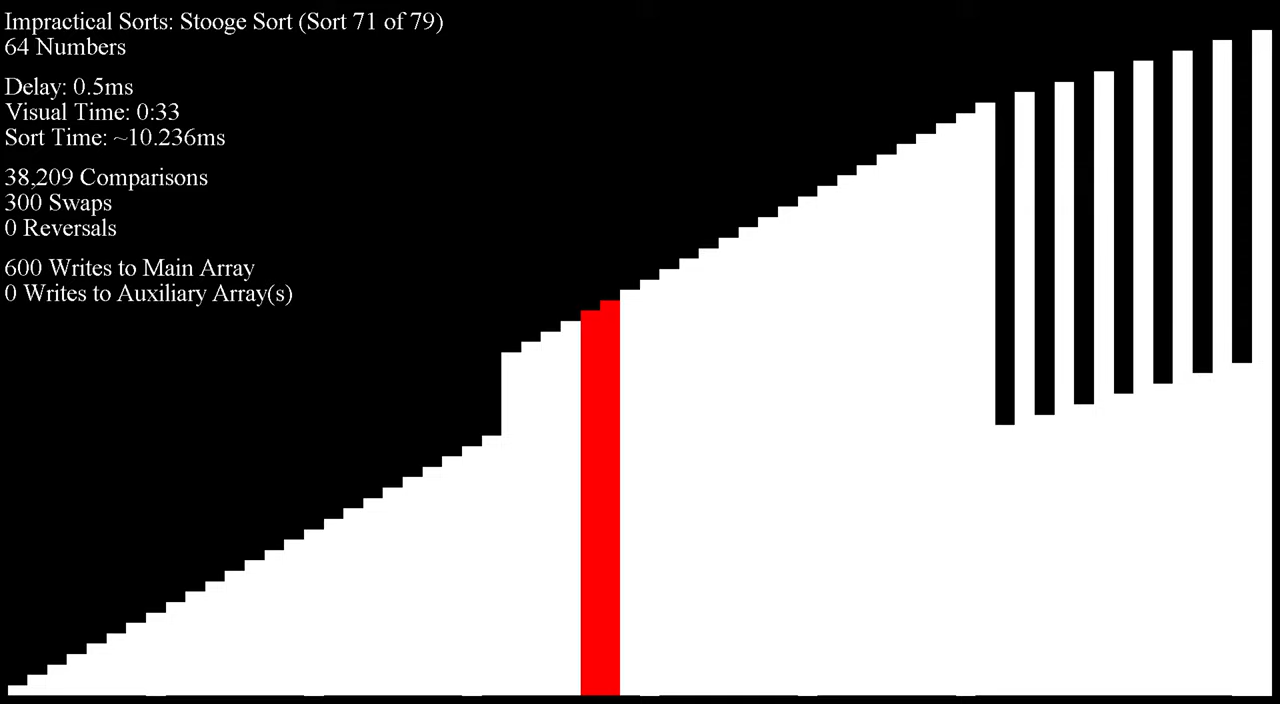 Impractical Sorts: Stooge Sort (Sort 71 of 79)
64 Numbers
Delay: 0.5ms
Visual Time: 0:33
Sort Time: ~10.236ms
38,209 Comparisons
300 Swaps
0 Reversals
600 Writes to Main Array
0 Writes to Auxiliary Array(s)